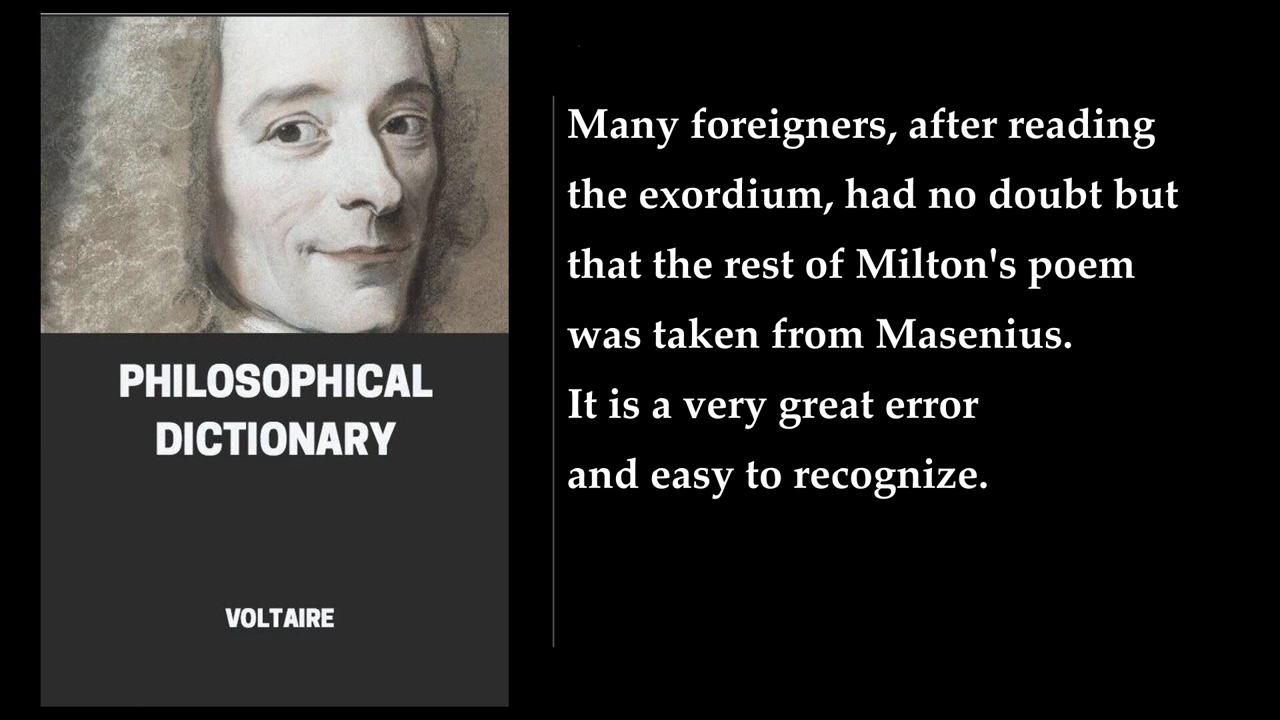 PHILOSOPHICAL
DICTIONARY
VOLTAIRE
Many foreigners, after reading
the exordium, had no doubt but
that the rest of Milton's poem
was taken from Masenius.
It is a very great error
and easy to recognize.